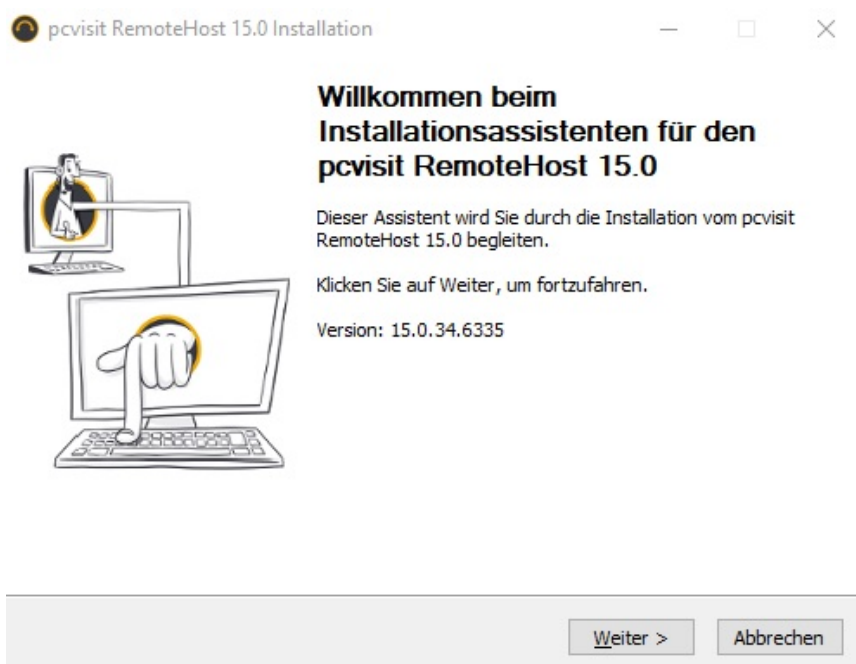 pcvisit RemoteHost 15.0 Installation
Willkommen beim
Installationsassistenten für den
pcvisit RemoteHost 15.0
Dieser Assistent wird Sie durch die Installation vom pcvisit
RemoteHost 15.0 begleiten.
Klicken Sie auf Weiter, um fortzufahren.
Version: 15.0.34.6335
Weiter >
Abbrechen